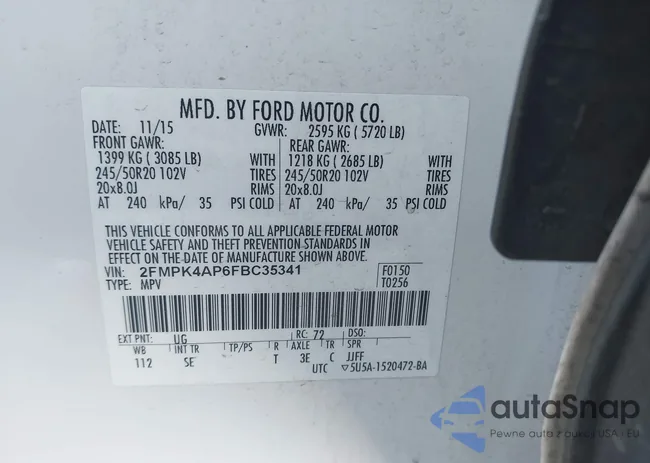 MFD. BY FORD MOTOR CO.
DATE: 11/15 GVWR: 2595 KG ( 5720 LB)
FRONT GAWR: REAR GAWR:
1399 KG ( 3085 LB) WITH 1218 KG ( 2685 LB) WITH
245/50R20 102V TIRES 245/50R20 102V TIRES
20x8.0J RIMS 20x8.0J RIMS
AT 240 kPa/ 35 PSI COLD AT 240 kPa/ 35 PSI COLD
THIS VEHICLE CONFORMS TO ALL APPLICABLE FEDERAL MOTOR
VEHICLE SAFETY AND THEFT PREVENTION STANDARDS IN
EFFECT ON THE DATE OF MANUFACTURE SHOWN ABOVE.
VIN: 2FMPK4AP6FBC35341 F0150
TYPE: MPV T0256
EXT PNT: UG RC: 72 DSO:
WB INT TR TP/PS R AXLE TR SPR
112 SE T 3E C JJFF
UTC ▽5U5A-1520472-BA
autaSnap
Pewne auto z aukcji USA i EU